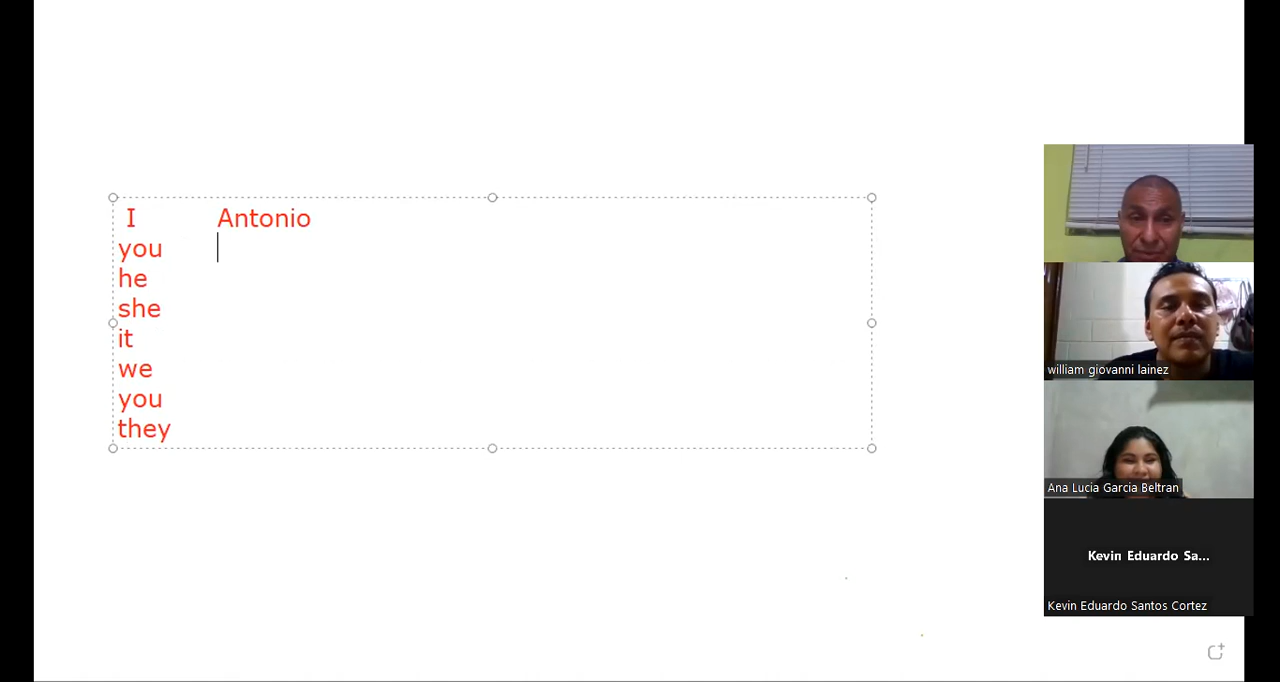 I Antonio
you
he
she
it
we
you
they
william giovanni lainez
Ana Lucia Garcia Beltran
Kevin Eduardo Sa...
Kevin Eduardo Santos Cortez